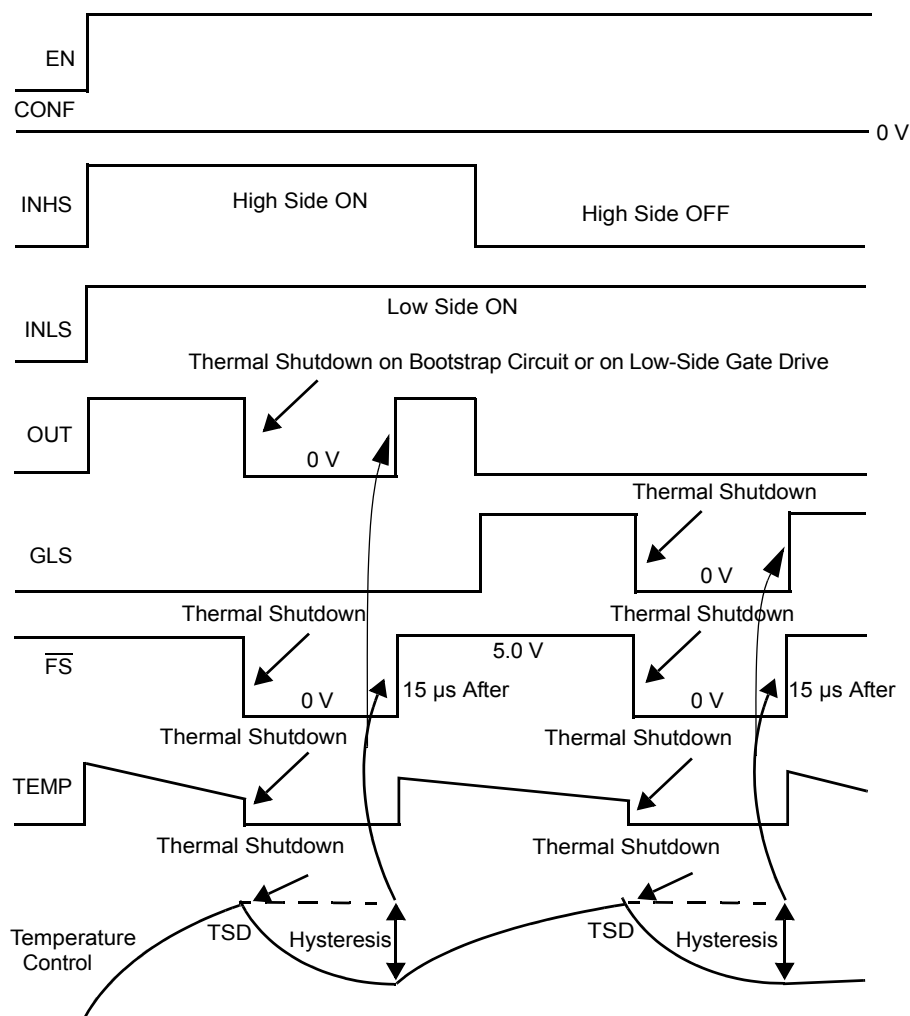 EN
CONF
0 V
INHS
High Side ON
High Side OFF
INLS
Low Side ON
Thermal Shutdown on Bootstrap Circuit or on Low-Side Gate Drive
OUT
0 V
Thermal Shutdown
GLS
0 V
Thermal Shutdown
Thermal Shutdown
FS
5.0 V
0 V
15 µs After
0 V
15 µs After
Thermal Shutdown
Thermal Shutdown
TEMP
Thermal Shutdown
Thermal Shutdown
Temperature
Control
TSD
Hysteresis
TSD
Hysteresis